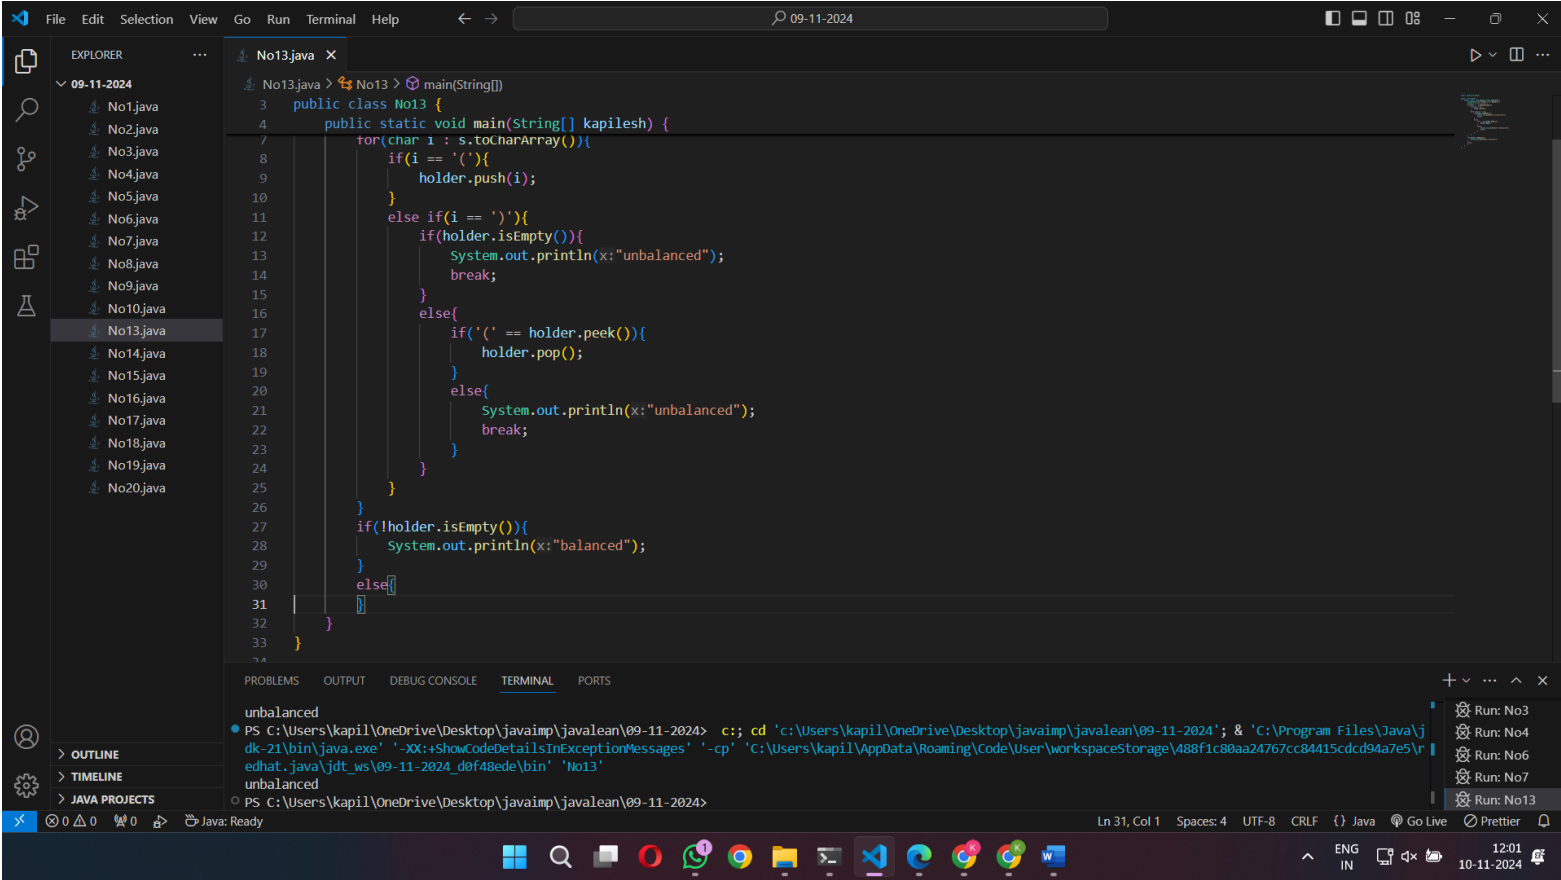 File Edit Selection View Go Run Terminal Help
09-11-2024
EXPLORER
09-11-2024
No1.java
No2.java
No3.java
No4.java
No5.java
No6.java
No7.java
No8.java
No9.java
No10.java
No13.java
No14.java
No15.java
No16.java
No17.java
No18.java
No19.java
No20.java
OUTLINE
TIMELINE
JAVA PROJECTS
No13.java
No13.java > No13 > main(String[])
3 public class No13 {
4 public static void main(String[] kapilesh) {
7 for(char i : s.toCharArray()){
8 if(i == '('){
9 holder.push(i);
10 }
11 else if(i == ')'){
12 if(holder.isEmpty()){
13 System.out.println(x:"unbalanced");
14 break;
15 }
16 else{
17 if('(' == holder.peek()){
18 holder.pop();
19 }
20 else{
21 System.out.println(x:"unbalanced");
22 break;
23 }
24 }
25 }
26 }
27 if(!holder.isEmpty()){
28 System.out.println(x:"balanced");
29 }
30 else{
31 }
32 }
33 }
34
PROBLEMS OUTPUT DEBUG CONSOLE TERMINAL PORTS
unbalanced
PS C:\Users\kapil\OneDrive\Desktop\javaimp\javalean\09-11-2024> c:; cd 'c:\Users\kapil\OneDrive\Desktop\javaimp\javalean\09-11-2024'; & 'C:\Program Files\Java\j
dk-21\bin\java.exe' '-XX:+ShowCodeDetailsInExceptionMessages' '-cp' 'C:\Users\kapil\AppData\Roaming\Code\User\workspaceStorage\488f1c80aa24767cc84415cdcd94a7e5\r
edhat.java\jdt_ws\09-11-2024_d0f48ede\bin' 'No13'
unbalanced
PS C:\Users\kapil\OneDrive\Desktop\javaimp\javalean\09-11-2024>
Run: No3
Run: No4
Run: No6
Run: No7
Run: No13
0 0 0 Java: Ready
Ln 31, Col 1 Spaces: 4 UTF-8 CRLF {} Java Go Live Prettier
1
K
K
W
ENG
IN
12:01
10-11-2024